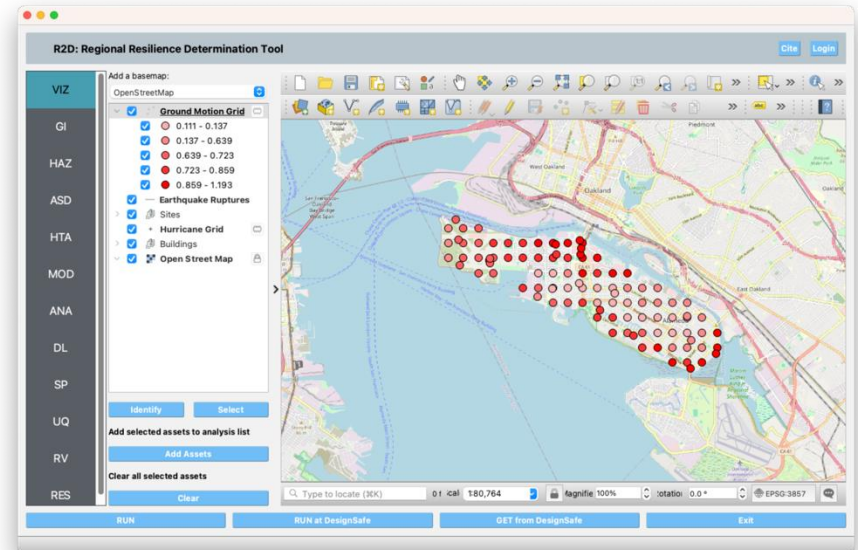 R2D: Regional Resilience Determination Tool
Cite
Login
VIZ
GI
HAZ
ASD
HTA
MOD
ANA
DL
SP
UQ
RV
RES
Add a basemap:
OpenStreetMap
Ground Motion Grid
0.111 - 0.137
0.137 - 0.639
0.639 - 0.723
0.723 - 0.859
0.859 - 1.193
Earthquake Ruptures
Sites
Hurricane Grid
Buildings
Open Street Map
Identify
Select
Add selected assets to analysis list
Add Assets
Clear all selected assets
Clear
Piedmont
West Oakland
Oakland
Oakland
East Oakland
Alameda
Type to locate (⌘K)
cal
1:80,764
Magnifie
100%
otatio
0.0 °
EPSG:3857
RUN
RUN at DesignSafe
GET from DesignSafe
Exit